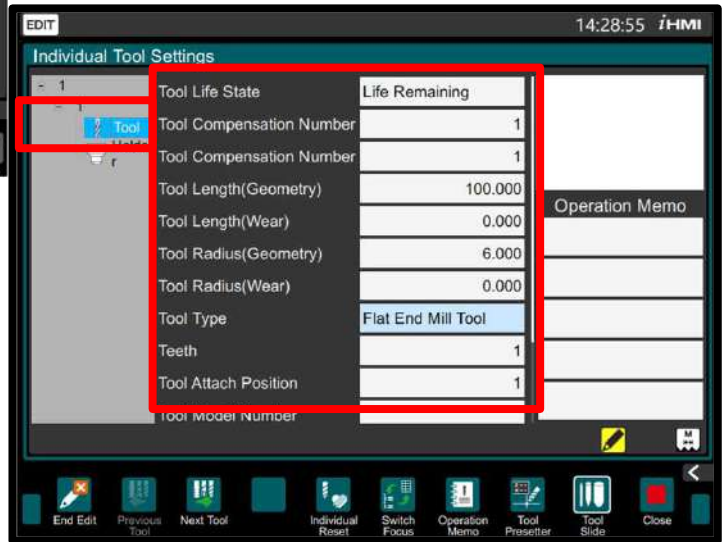 EDIT
14:28:55 iHMI
Individual Tool Settings
- 1
Tool
r
Tool Life State Life Remaining
Tool Compensation Number 1
Tool Compensation Number 1
Tool Length(Geometry) 100.000
Tool Length(Wear) 0.000
Tool Radius(Geometry) 6.000
Tool Radius(Wear) 0.000
Tool Type Flat End Mill Tool
Teeth 1
Tool Attach Position 1
Tool Model Number
Operation Memo
M
End Edit
Previous Tool
Next Tool
Individual Reset
Switch Focus
Operation Memo
Tool Presetter
Tool Slide
Close